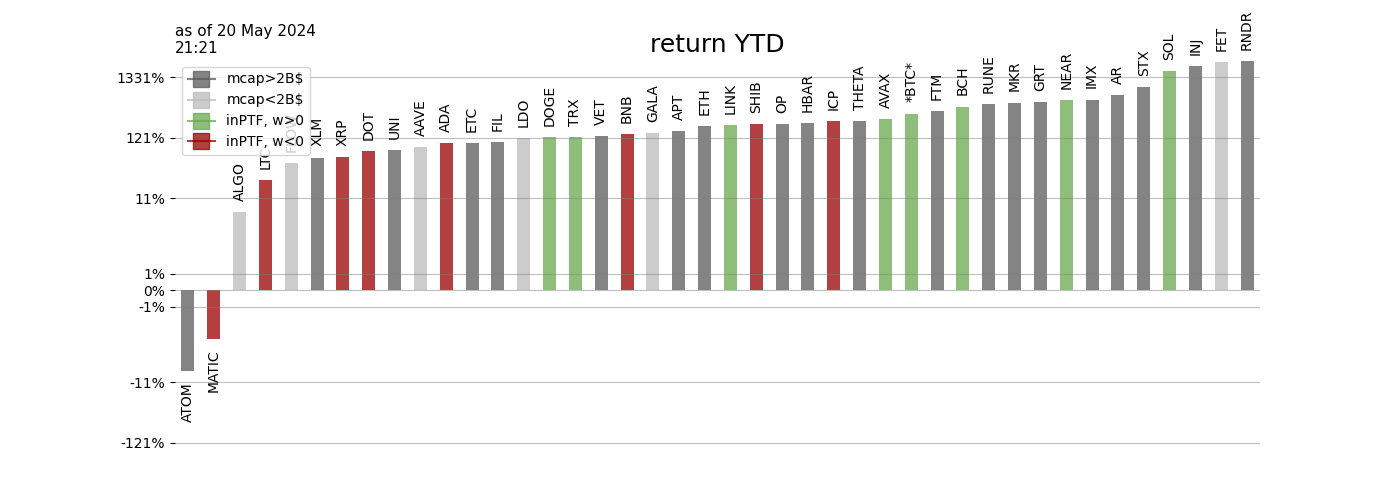 as of 20 May 2024
21:21
return YTD
mcap>2B$
mcap<2B$
inPTF, w>0
inPTF, w<0
1331%
121%
11%
1%
0%
-1%
-11%
-121%
ATOM
MATIC
ALGO
LTC
FLOW
XLM
XRP
DOT
UNI
AAVE
ADA
ETC
FIL
LDO
DOGE
TRX
VET
BNB
GALA
APT
ETH
LINK
SHIB
OP
HBAR
ICP
THETA
AVAX
*BTC*
FTM
BCH
RUNE
MKR
GRT
NEAR
IMX
AR
STX
SOL
INJ
FET
RNDR